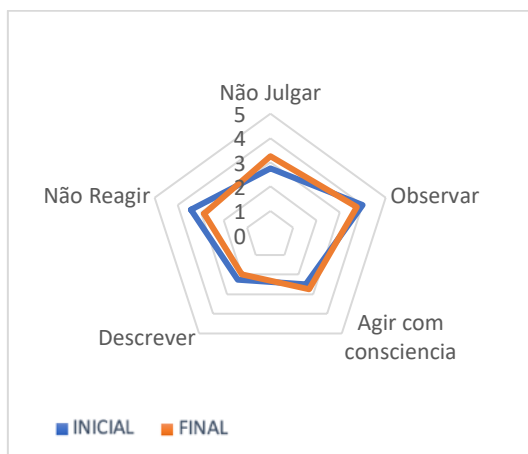 Não Julgar
5
4
3
2
1
0
Não Reagir
Observar
Descrever
Agir com
consciencia
INICIAL FINAL